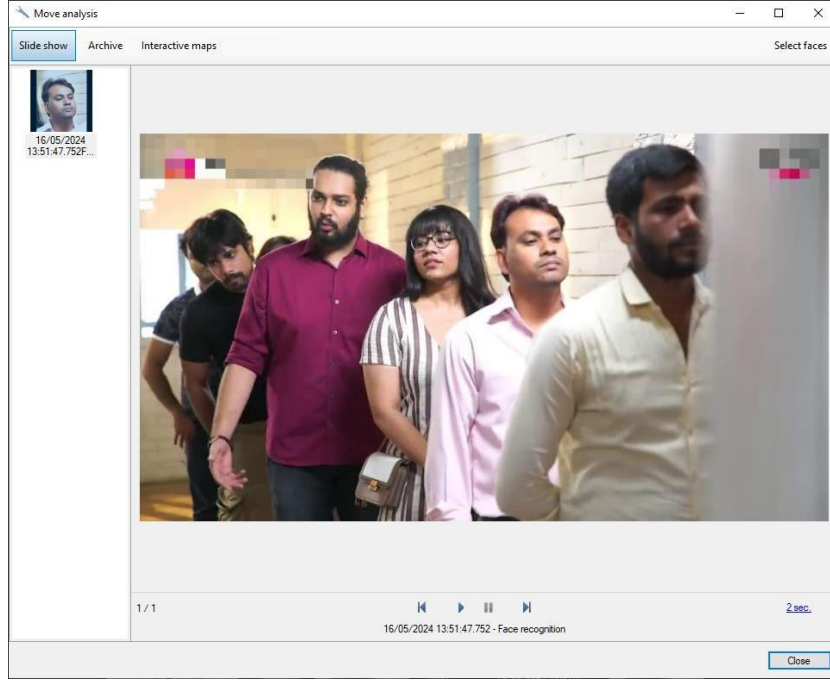 Move analysis
Slide show Archive Interactive maps Select faces
16/05/2024
13:51:47.752F...
1 / 1
2 sec.
16/05/2024 13:51:47.752 - Face recognition
Close